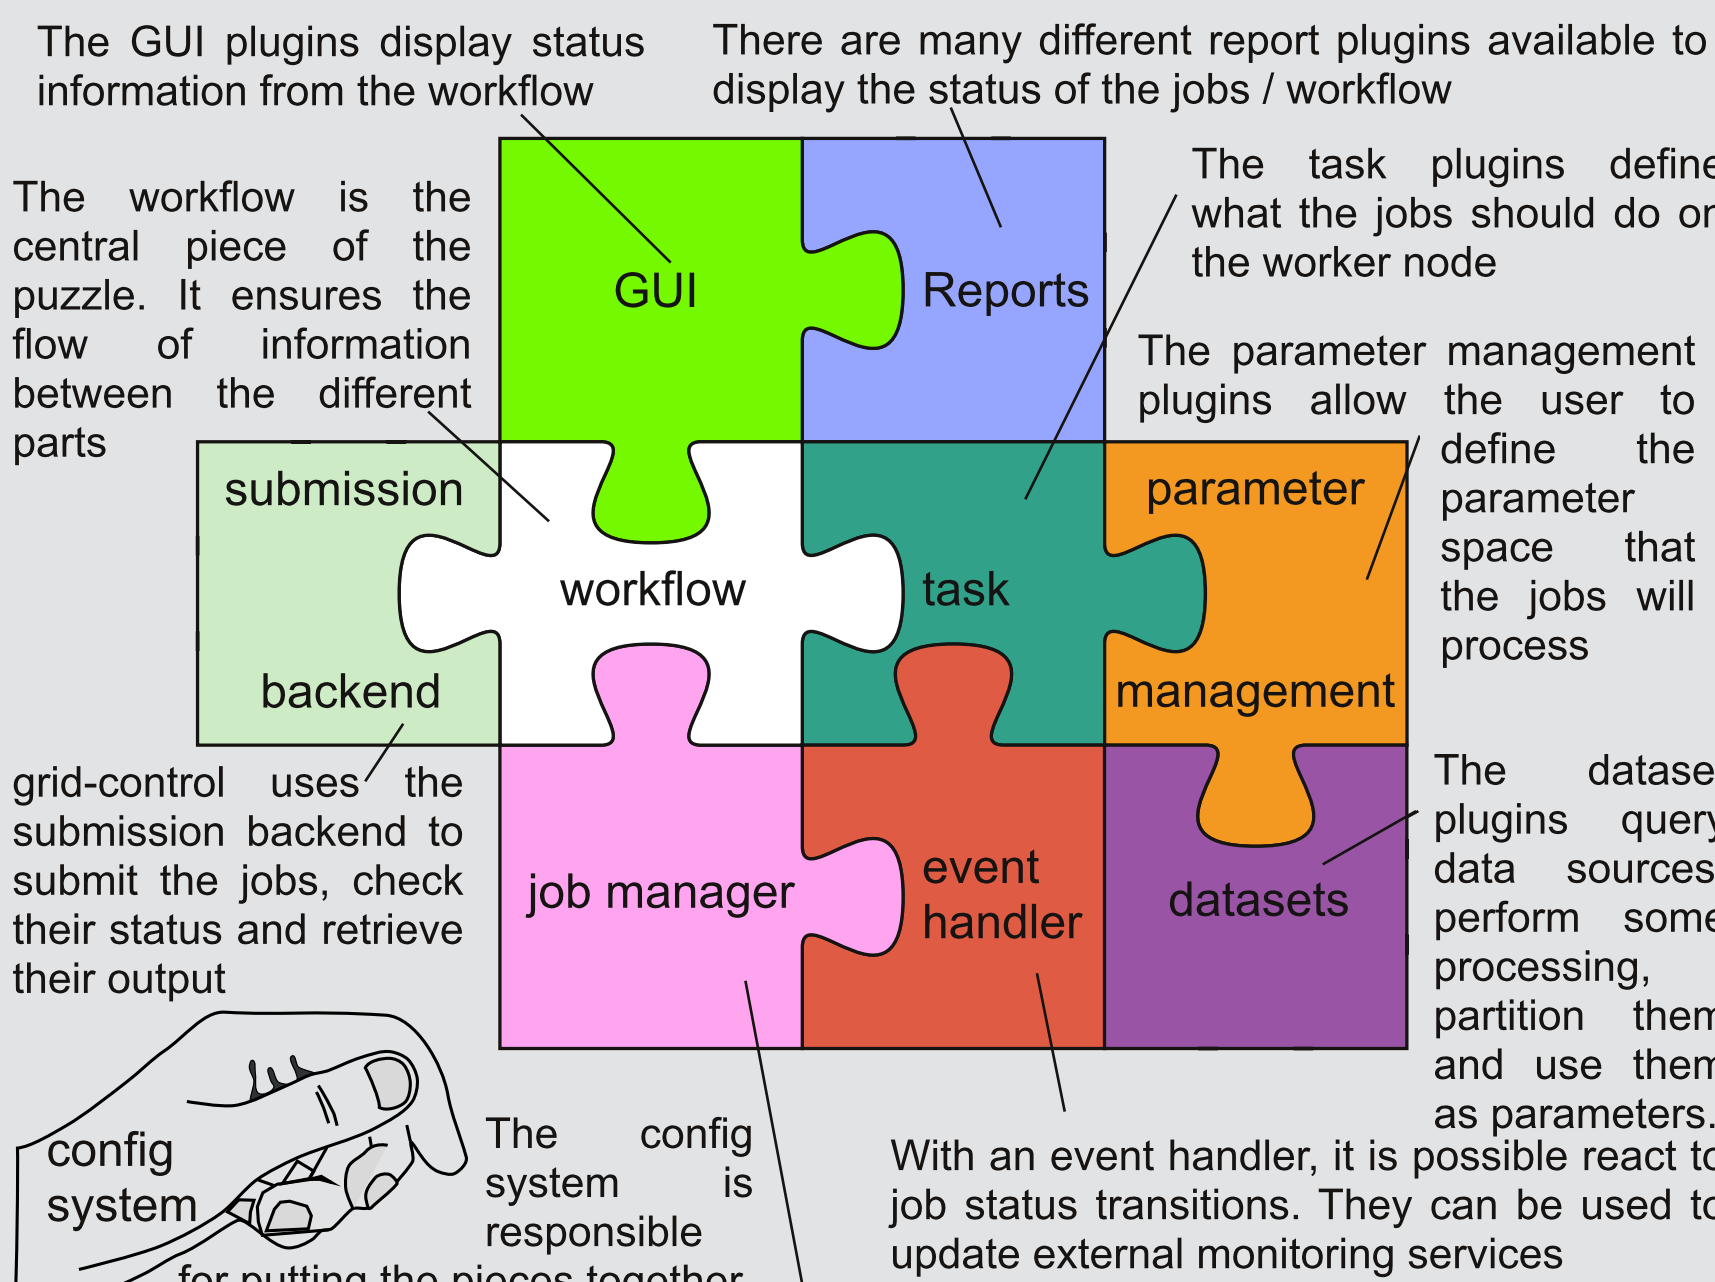 The GUI plugins display status
information from the workflow
There are many different report plugins available to
display the status of the jobs / workflow
The workflow is the
central piece of the
puzzle. It ensures the
flow of information
between the different
parts
The task plugins define
what the jobs should do on
the worker node
The parameter management
plugins allow the user to
define the
parameter
space that
the jobs will
process
GUI
Reports
submission
backend
workflow
task
parameter
management
job manager
event
handler
datasets
grid-control uses the
submission backend to
submit the jobs, check
their status and retrieve
their output
The datase
plugins query
data sources
perform some
processing,
partition them
and use them
as parameters.
config
system
The config
system is
responsible
for putting the pieces together
With an event handler, it is possible react to
job status transitions. They can be used to
update external monitoring services